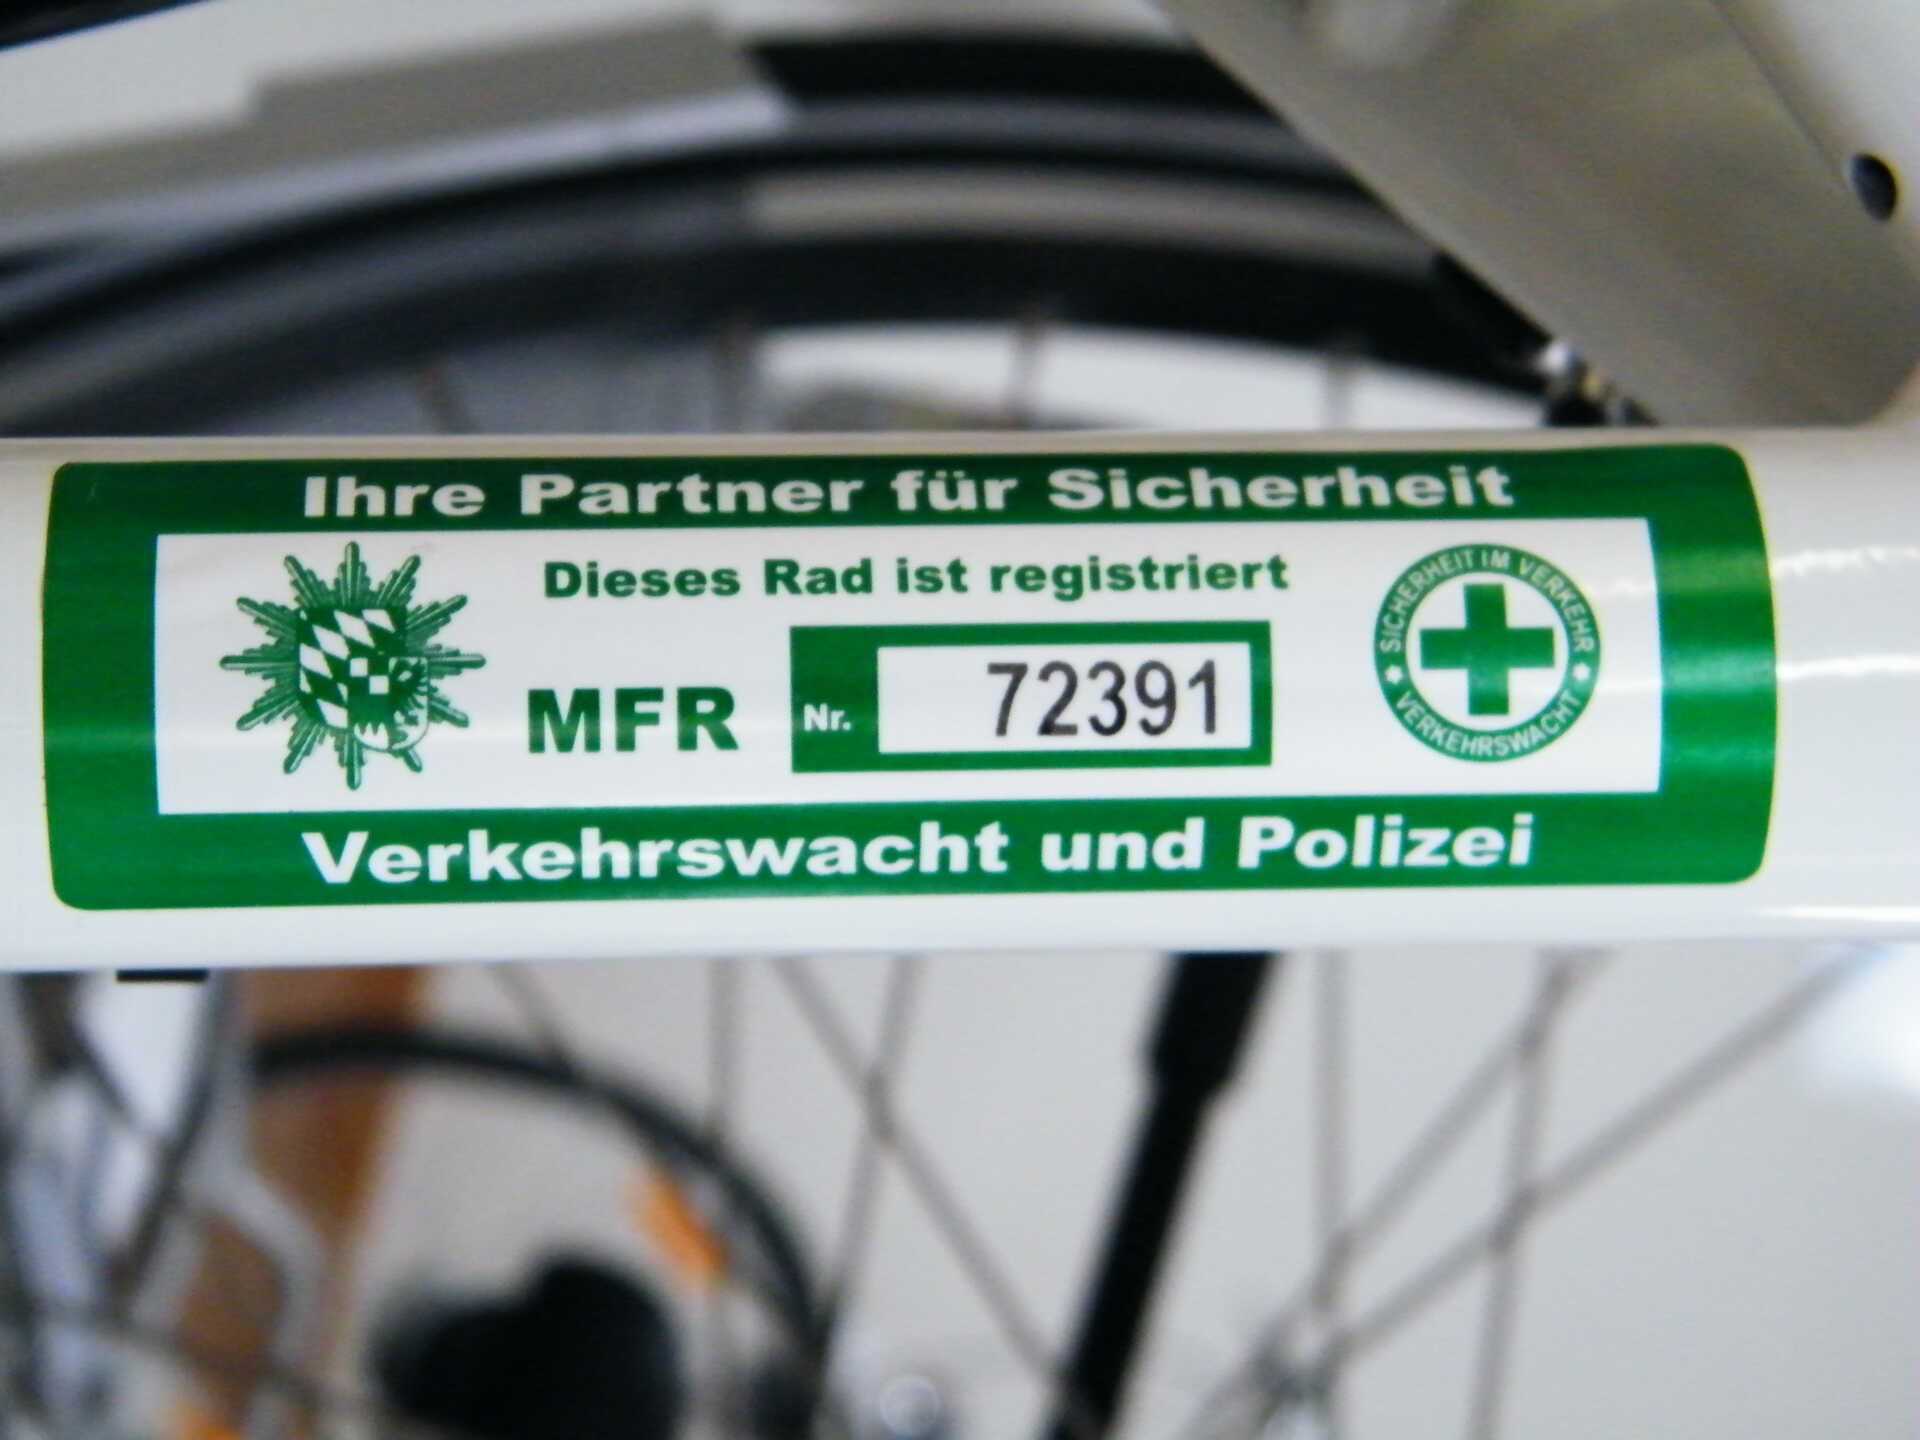 Ihre Partner für Sicherheit
Dieses Rad ist registriert
MFR
Nr.
72391
SICHERHEIT IM VERKEHR
VERKEHRSWACHT
Verkehrswacht und Polizei